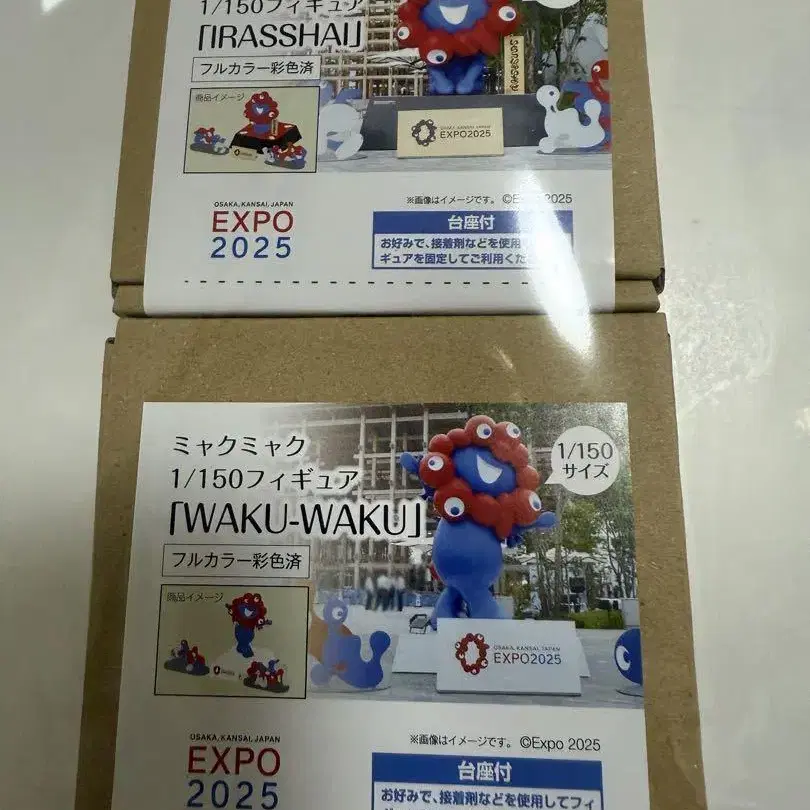 1/150フィギュア
「IRASSHAI」
フルカラー彩色済
商品イメージ
OSAKA, KANSAI, JAPAN
EXPO2025
※画像はイメージです。 ©Expo 2025
OSAKA, KANSAI, JAPAN
EXPO
2025
台座付
お好みで、接着剤などを使用
ギュアを固定してご利用くだ
ミャクミャク
1/150フィギュア
「WAKU-WAKU」
フルカラー彩色済
1/150
サイズ
商品イメージ
OSAKA, KANSAI, JAPAN
EXPO2025
※画像はイメージです。 ©Expo 2025
OSAKA, KANSAI, JAPAN
EXPO
2025
台座付
お好みで、接着剤などを使用してフィ